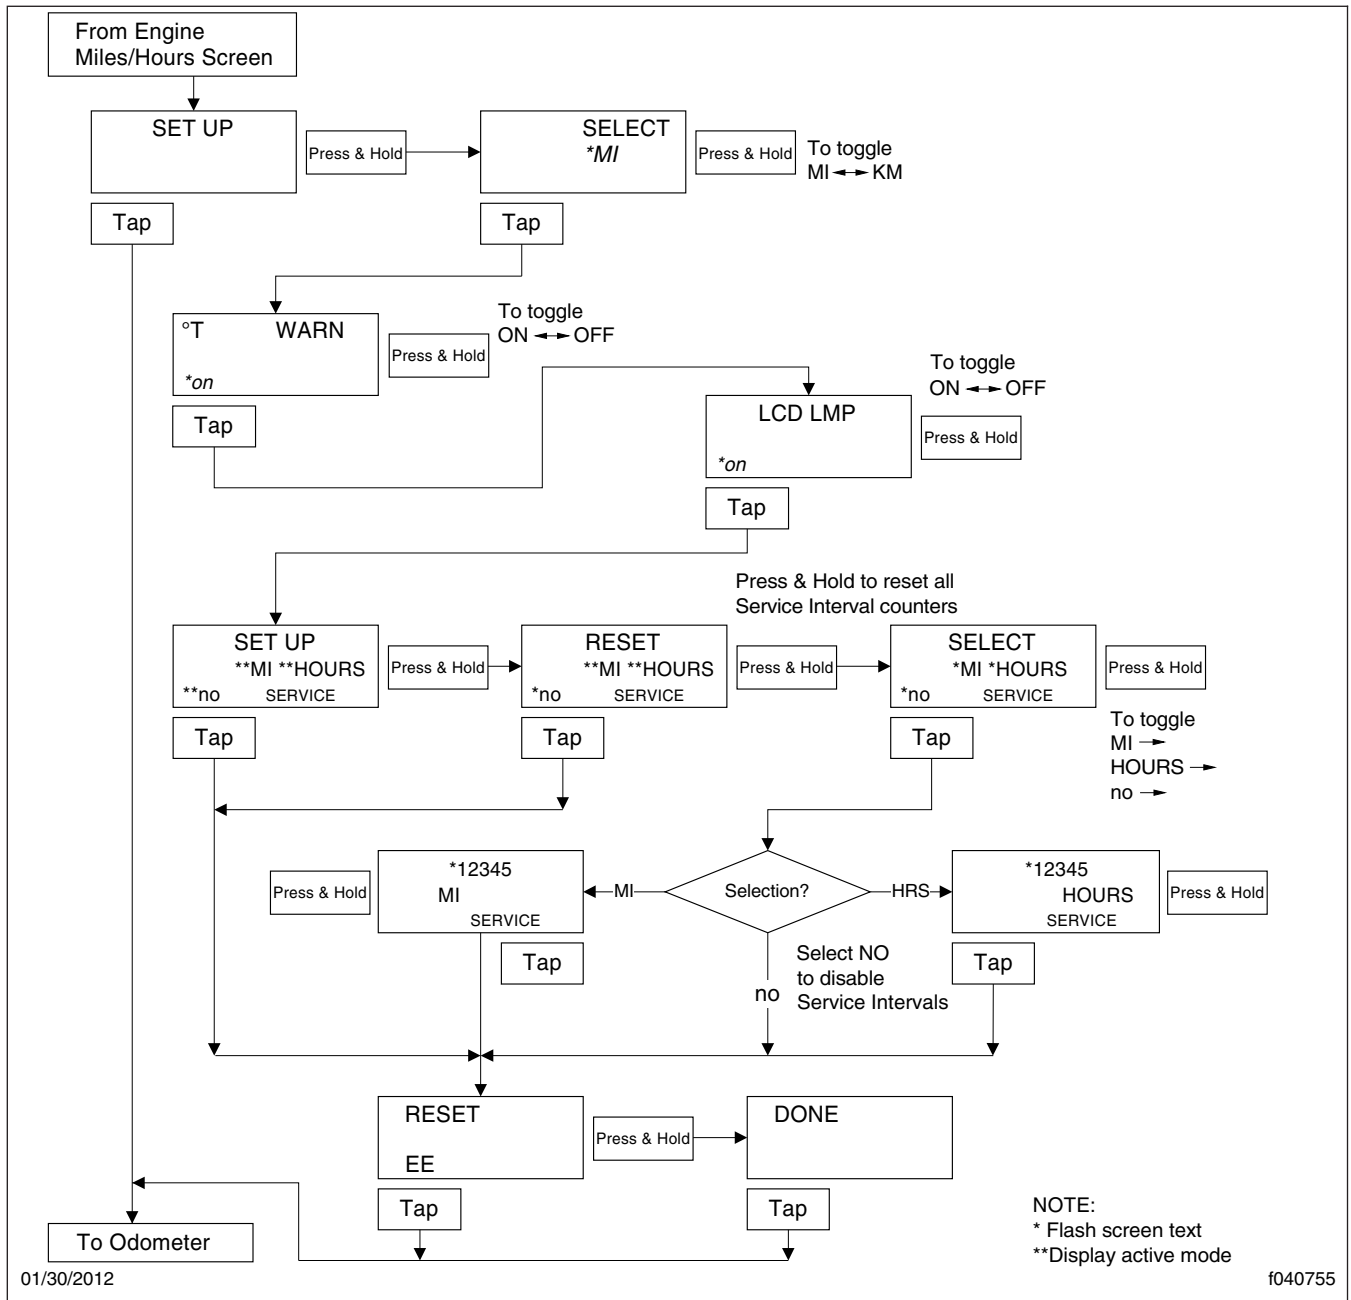 From Engine
Miles/Hours Screen
SET UP
Press & Hold
SELECT
*MI
Press & Hold
To toggle
MI ◄─► KM
Tap
Tap
°T WARN
*on
Press & Hold
To toggle
ON ◄─► OFF
Tap
To toggle
ON ◄─► OFF
LCD LMP
*on
Press & Hold
Tap
Press & Hold to reset all
Service Interval counters
SET UP
**MI **HOURS
**no SERVICE
Press & Hold
RESET
**MI **HOURS
*no SERVICE
Press & Hold
SELECT
*MI *HOURS
*no SERVICE
Press & Hold
Tap
Tap
Tap
To toggle
MI →
HOURS →
no →
Press & Hold
*12345
MI
SERVICE
MI
Selection?
HRS
*12345
HOURS
SERVICE
Press & Hold
Tap
no
Select NO
to disable
Service Intervals
Tap
RESET
EE
Press & Hold
DONE
Tap
Tap
To Odometer
NOTE:
* Flash screen text
**Display active mode
01/30/2012
f040755